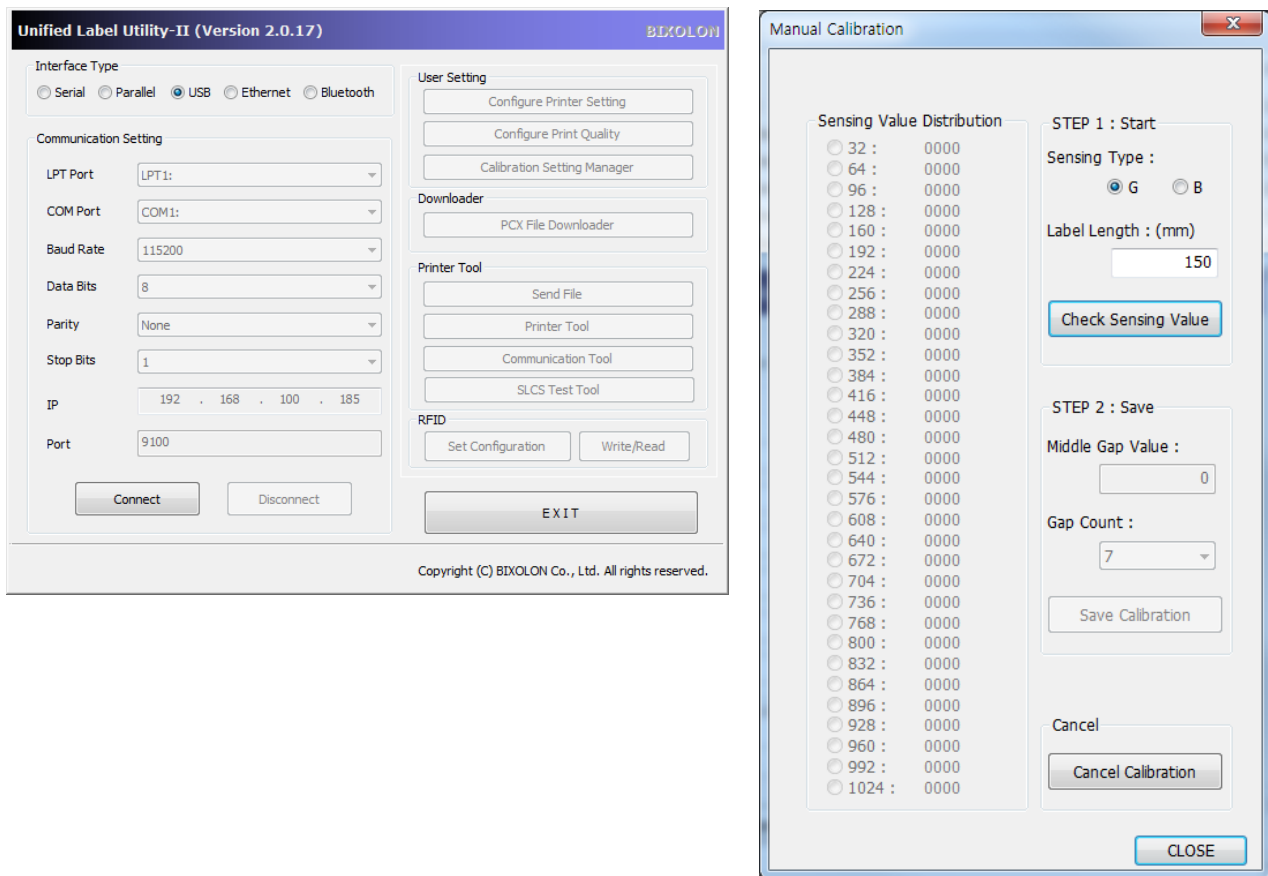 Unified Label Utility-II (Version 2.0.17)
BIXOLON
Interface Type
Serial Parallel USB Ethernet Bluetooth
Communication Setting
LPT Port LPT1:
COM Port COM1:
Baud Rate 115200
Data Bits 8
Parity None
Stop Bits 1
IP 192 . 168 . 100 . 185
Port 9100
Connect Disconnect
User Setting
Configure Printer Setting
Configure Print Quality
Calibration Setting Manager
Downloader
PCX File Downloader
Printer Tool
Send File
Printer Tool
Communication Tool
SLCS Test Tool
RFID
Set Configuration Write/Read
EXIT
Copyright (C) BIXOLON Co., Ltd. All rights reserved.
Manual Calibration
Sensing Value Distribution
32 : 0000
64 : 0000
96 : 0000
128 : 0000
160 : 0000
192 : 0000
224 : 0000
256 : 0000
288 : 0000
320 : 0000
352 : 0000
384 : 0000
416 : 0000
448 : 0000
480 : 0000
512 : 0000
544 : 0000
576 : 0000
608 : 0000
640 : 0000
672 : 0000
704 : 0000
736 : 0000
768 : 0000
800 : 0000
832 : 0000
864 : 0000
896 : 0000
928 : 0000
960 : 0000
992 : 0000
1024 : 0000
STEP 1 : Start
Sensing Type :
G B
Label Length : (mm)
150
Check Sensing Value
STEP 2 : Save
Middle Gap Value :
0
Gap Count :
7
Save Calibration
Cancel
Cancel Calibration
CLOSE